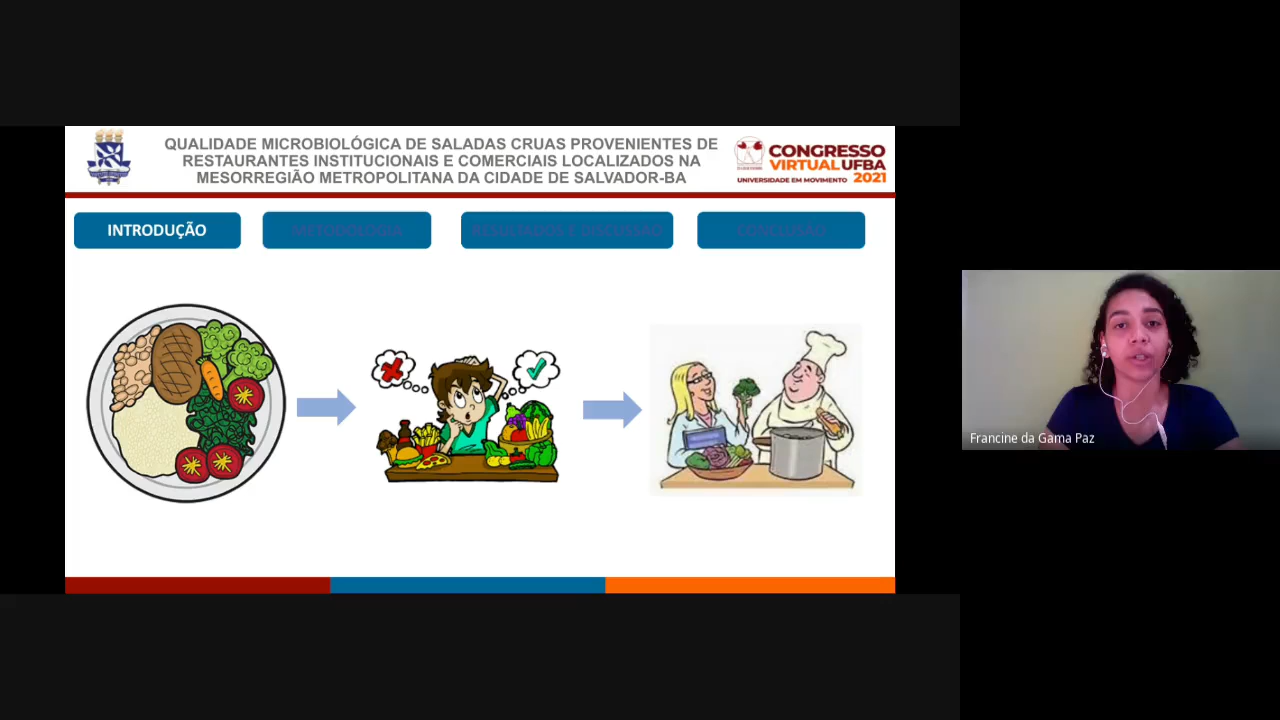 QUALIDADE MICROBIOLÓGICA DE SALADAS CRUAS PROVENIENTES DE
RESTAURANTES INSTITUCIONAIS E COMERCIAIS LOCALIZADOS NA
MESORREGIÃO METROPOLITANA DA CIDADE DE SALVADOR-BA
CONGRESSO
VIRTUAL UFBA
UNIVERSIDADE EM MOVIMENTO 2021
INTRODUÇÃO
METODOLOGIA
RESULTADOS E DISCUSSÃO
CONCLUSÃO
Francine da Gama Paz